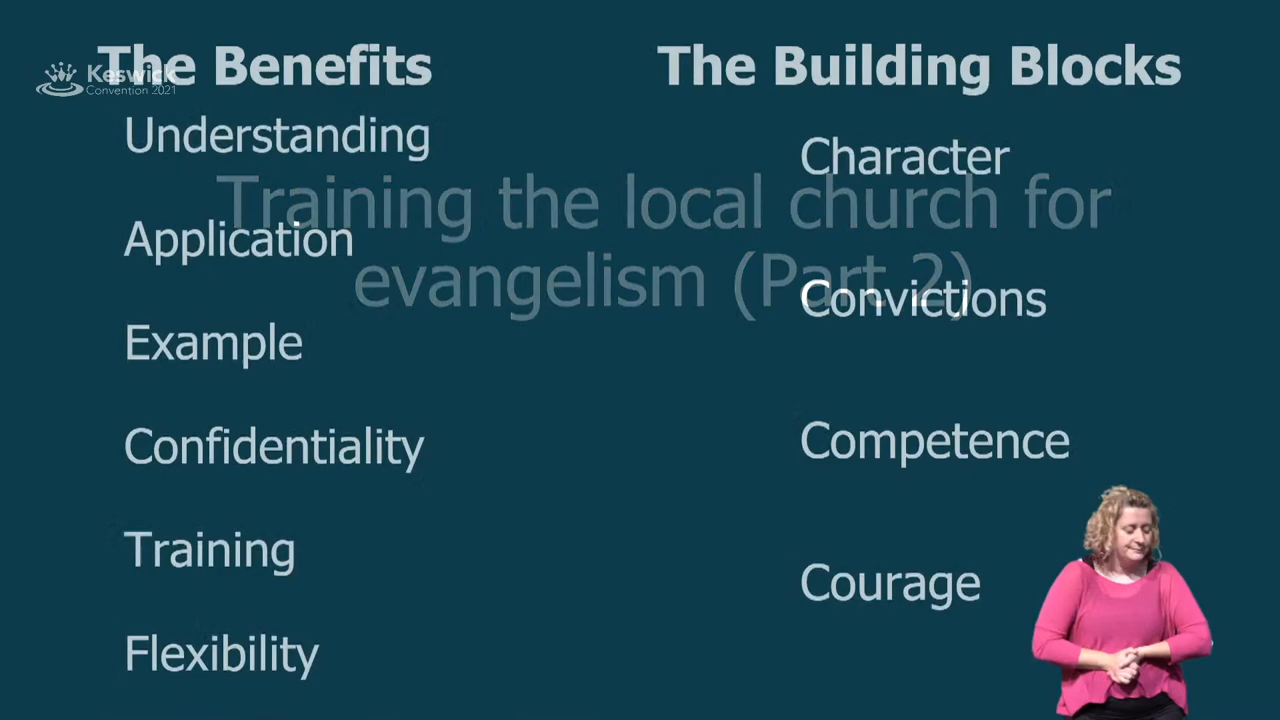 The Benefits
Understanding
Application
Example
Confidentiality
Training
Flexibility
The Building Blocks
Character
Convictions
Competence
Courage
Training the local church for
evangelism (Part 2)
Keswick
Convention 2021